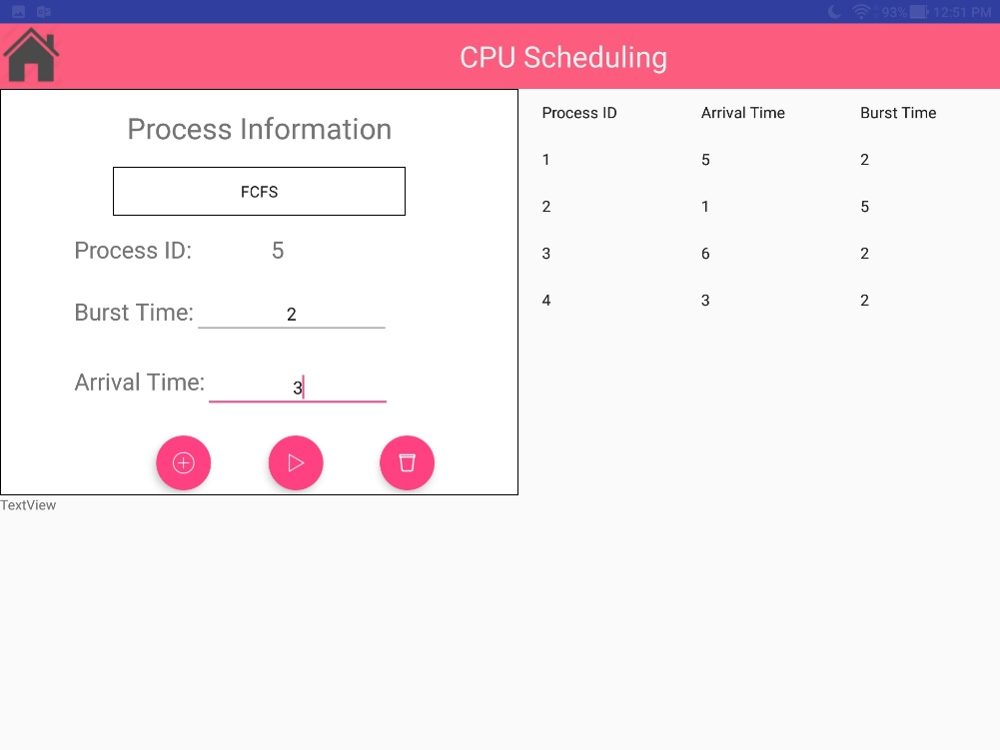 93% 12:51 PM
CPU Scheduling
Process Information
FCFS
Process ID: 5
Burst Time: 2
Arrival Time: 3
TextView
Process ID Arrival Time Burst Time
1 5 2
2 1 5
3 6 2
4 3 2